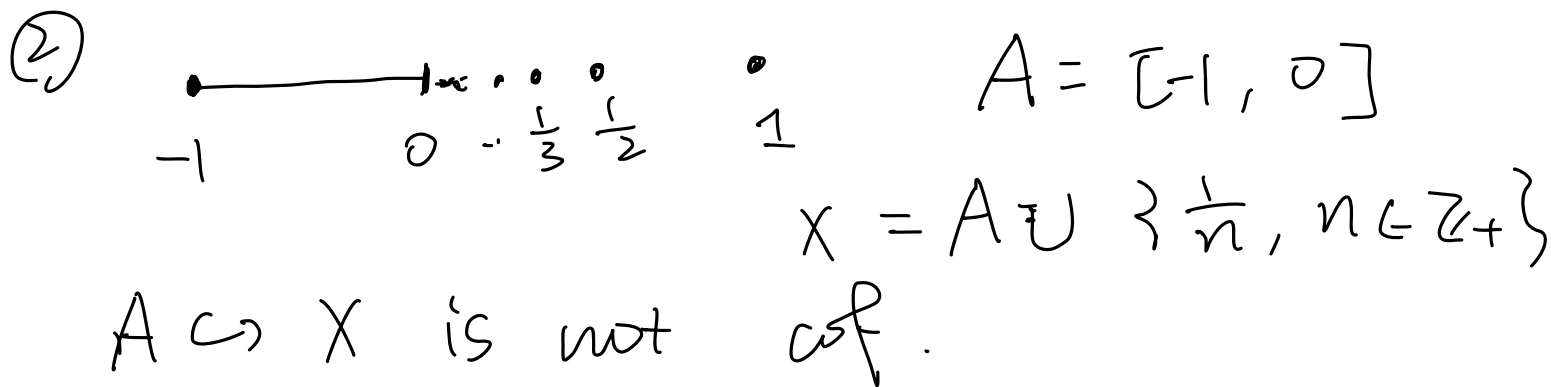 ② A = [-1, 0]
-1 0 .. 1/3 1/2 1
X = A ∪ { 1/n, n ∈ ℤ+ }
A ↪ X is not cof.